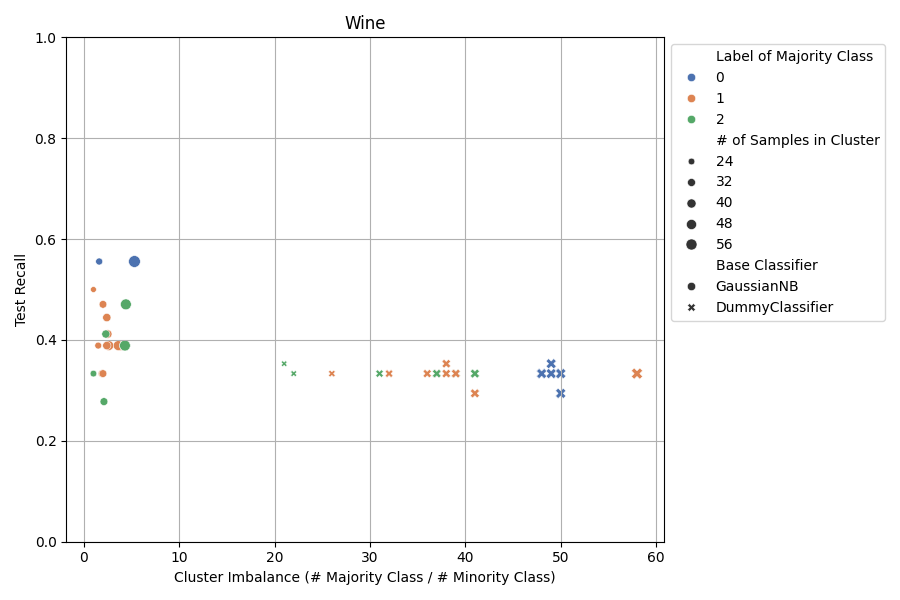 Wine
1.0
0.8
0.6
0.4
0.2
0.0
Test Recall
0 10 20 30 40 50 60
Cluster Imbalance (# Majority Class / # Minority Class)
Label of Majority Class
0
1
2
# of Samples in Cluster
24
32
40
48
56
Base Classifier
GaussianNB
DummyClassifier